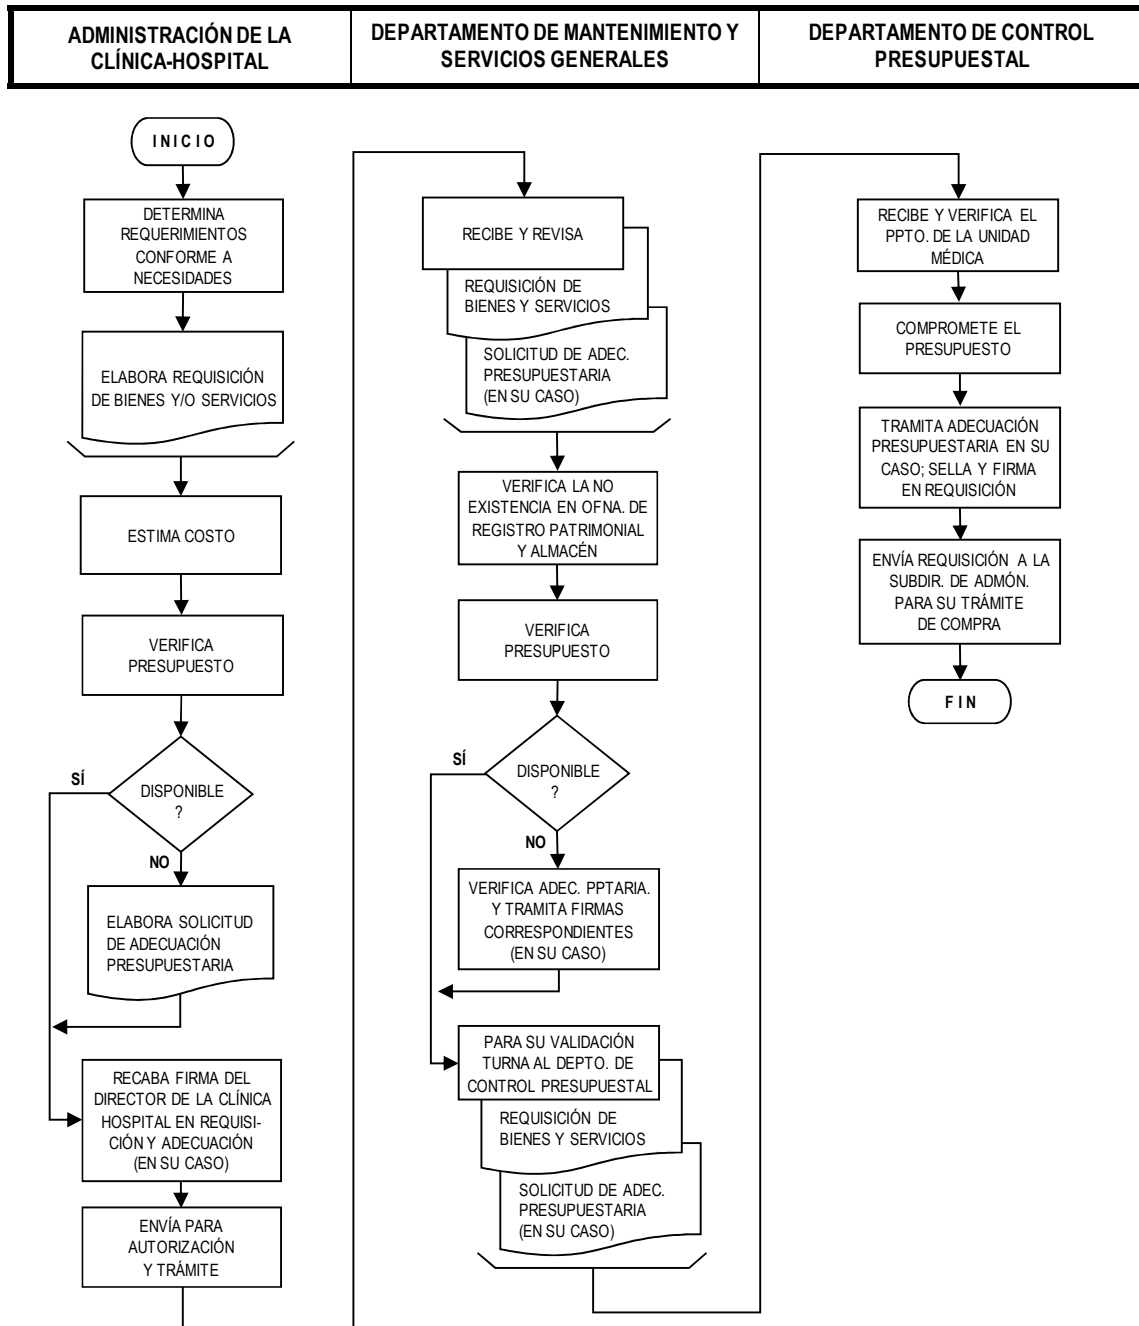 ADMINISTRACIÓN DE LA
CLÍNICA-HOSPITAL
DEPARTAMENTO DE MANTENIMIENTO Y
SERVICIOS GENERALES
DEPARTAMENTO DE CONTROL
PRESUPUESTAL
INICIO
DETERMINA
REQUERIMIENTOS
CONFORME A
NECESIDADES
ELABORA REQUISICIÓN
DE BIENES Y/O SERVICIOS
ESTIMA COSTO
VERIFICA
PRESUPUESTO
SÍ
DISPONIBLE
?
NO
ELABORA SOLICITUD
DE ADECUACIÓN
PRESUPUESTARIA
RECABA FIRMA DEL
DIRECTOR DE LA CLÍNICA
HOSPITAL EN REQUISI-
CIÓN Y ADECUACIÓN
(EN SU CASO)
ENVÍA PARA
AUTORIZACIÓN
Y TRÁMITE
RECIBE Y REVISA
REQUISICIÓN DE
BIENES Y SERVICIOS
SOLICITUD DE ADEC.
PRESUPUESTARIA
(EN SU CASO)
VERIFICA LA NO
EXISTENCIA EN OFNA. DE
REGISTRO PATRIMONIAL
Y ALMACÉN
VERIFICA
PRESUPUESTO
SÍ
DISPONIBLE
?
NO
VERIFICA ADEC. PPTARIA.
Y TRAMITA FIRMAS
CORRESPONDIENTES
(EN SU CASO)
PARA SU VALIDACIÓN
TURNA AL DEPTO. DE
CONTROL PRESUPUESTAL
REQUISICIÓN DE
BIENES Y SERVICIOS
SOLICITUD DE ADEC.
PRESUPUESTARIA
(EN SU CASO)
RECIBE Y VERIFICA EL
PPTO. DE LA UNIDAD
MÉDICA
COMPROMETE EL
PRESUPUESTO
TRAMITA ADECUACIÓN
PRESUPUESTARIA EN SU
CASO; SELLA Y FIRMA
EN REQUISICIÓN
ENVÍA REQUISICIÓN A LA
SUBDIR. DE ADMÓN.
PARA SU TRÁMITE
DE COMPRA
FIN